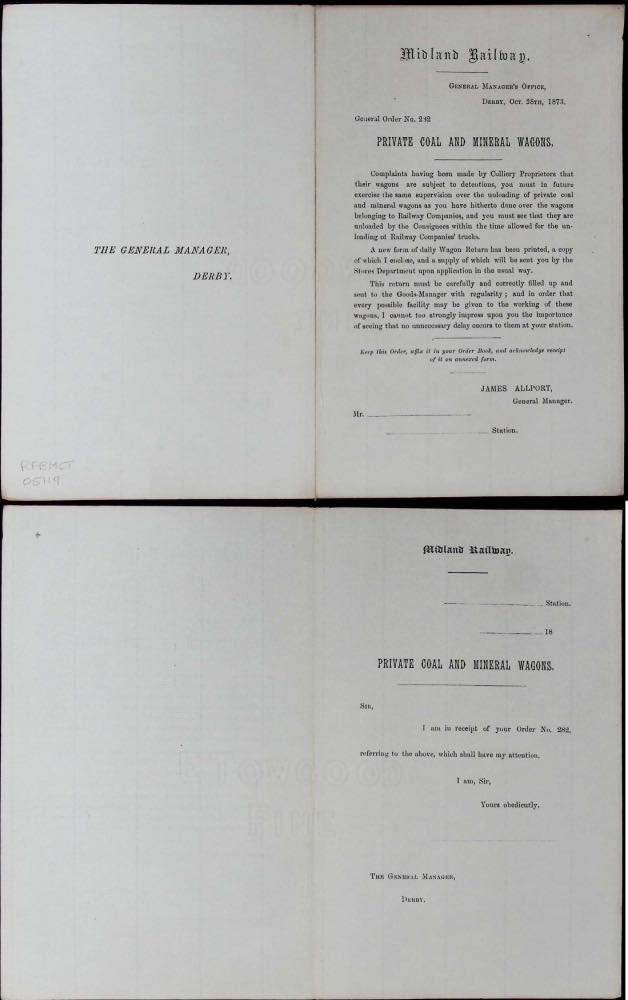 THE GENERAL MANAGER,
DERBY.
RFEMCT
05119
Midland Railway.
GENERAL MANAGER'S OFFICE,
DERBY, OCT. 28TH, 1873.
General Order No. 282
PRIVATE COAL AND MINERAL WAGONS.
Complaints having been made by Colliery Proprietors that
their wagons are subject to detentions, you must in future
exercise the same supervision over the unloading of private coal
and mineral wagons as you have hitherto done over the wagons
belonging to Railway Companies, and you must see that they are
unloaded by the Consignees within the time allowed for the un-
loading of Railway Companies' trucks.
A new form of daily Wagon Return has been printed, a copy
of which I enclose, and a supply of which will be sent you by the
Stores Department upon application in the usual way.
This return must be carefully and correctly filled up and
sent to the Goods-Manager with regularity; and in order that
every possible facility may be given to the working of these
wagons, I cannot too strongly impress upon you the importance
of seeing that no unnecessary delay occurs to them at your station.
Keep this Order, affix it in your Order Book, and acknowledge receipt
of it on annexed form.
JAMES ALLPORT,
General Manager.
Mr.
Station.
Midland Railway.
Station.
18
PRIVATE COAL AND MINERAL WAGONS.
SIR,
I am in receipt of your Order No. 282,
referring to the above, which shall have my attention.
I am, Sir,
Yours obediently.
THE GENERAL MANAGER,
DERBY.